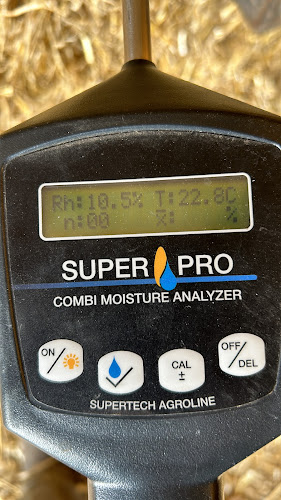 Rh:10.5% T:22.8C
n:00 x̄: %
SUPER PRO
COMBI MOISTURE ANALYZER
ON/
OFF/DEL
CAL
±
SUPERTECH AGROLINE